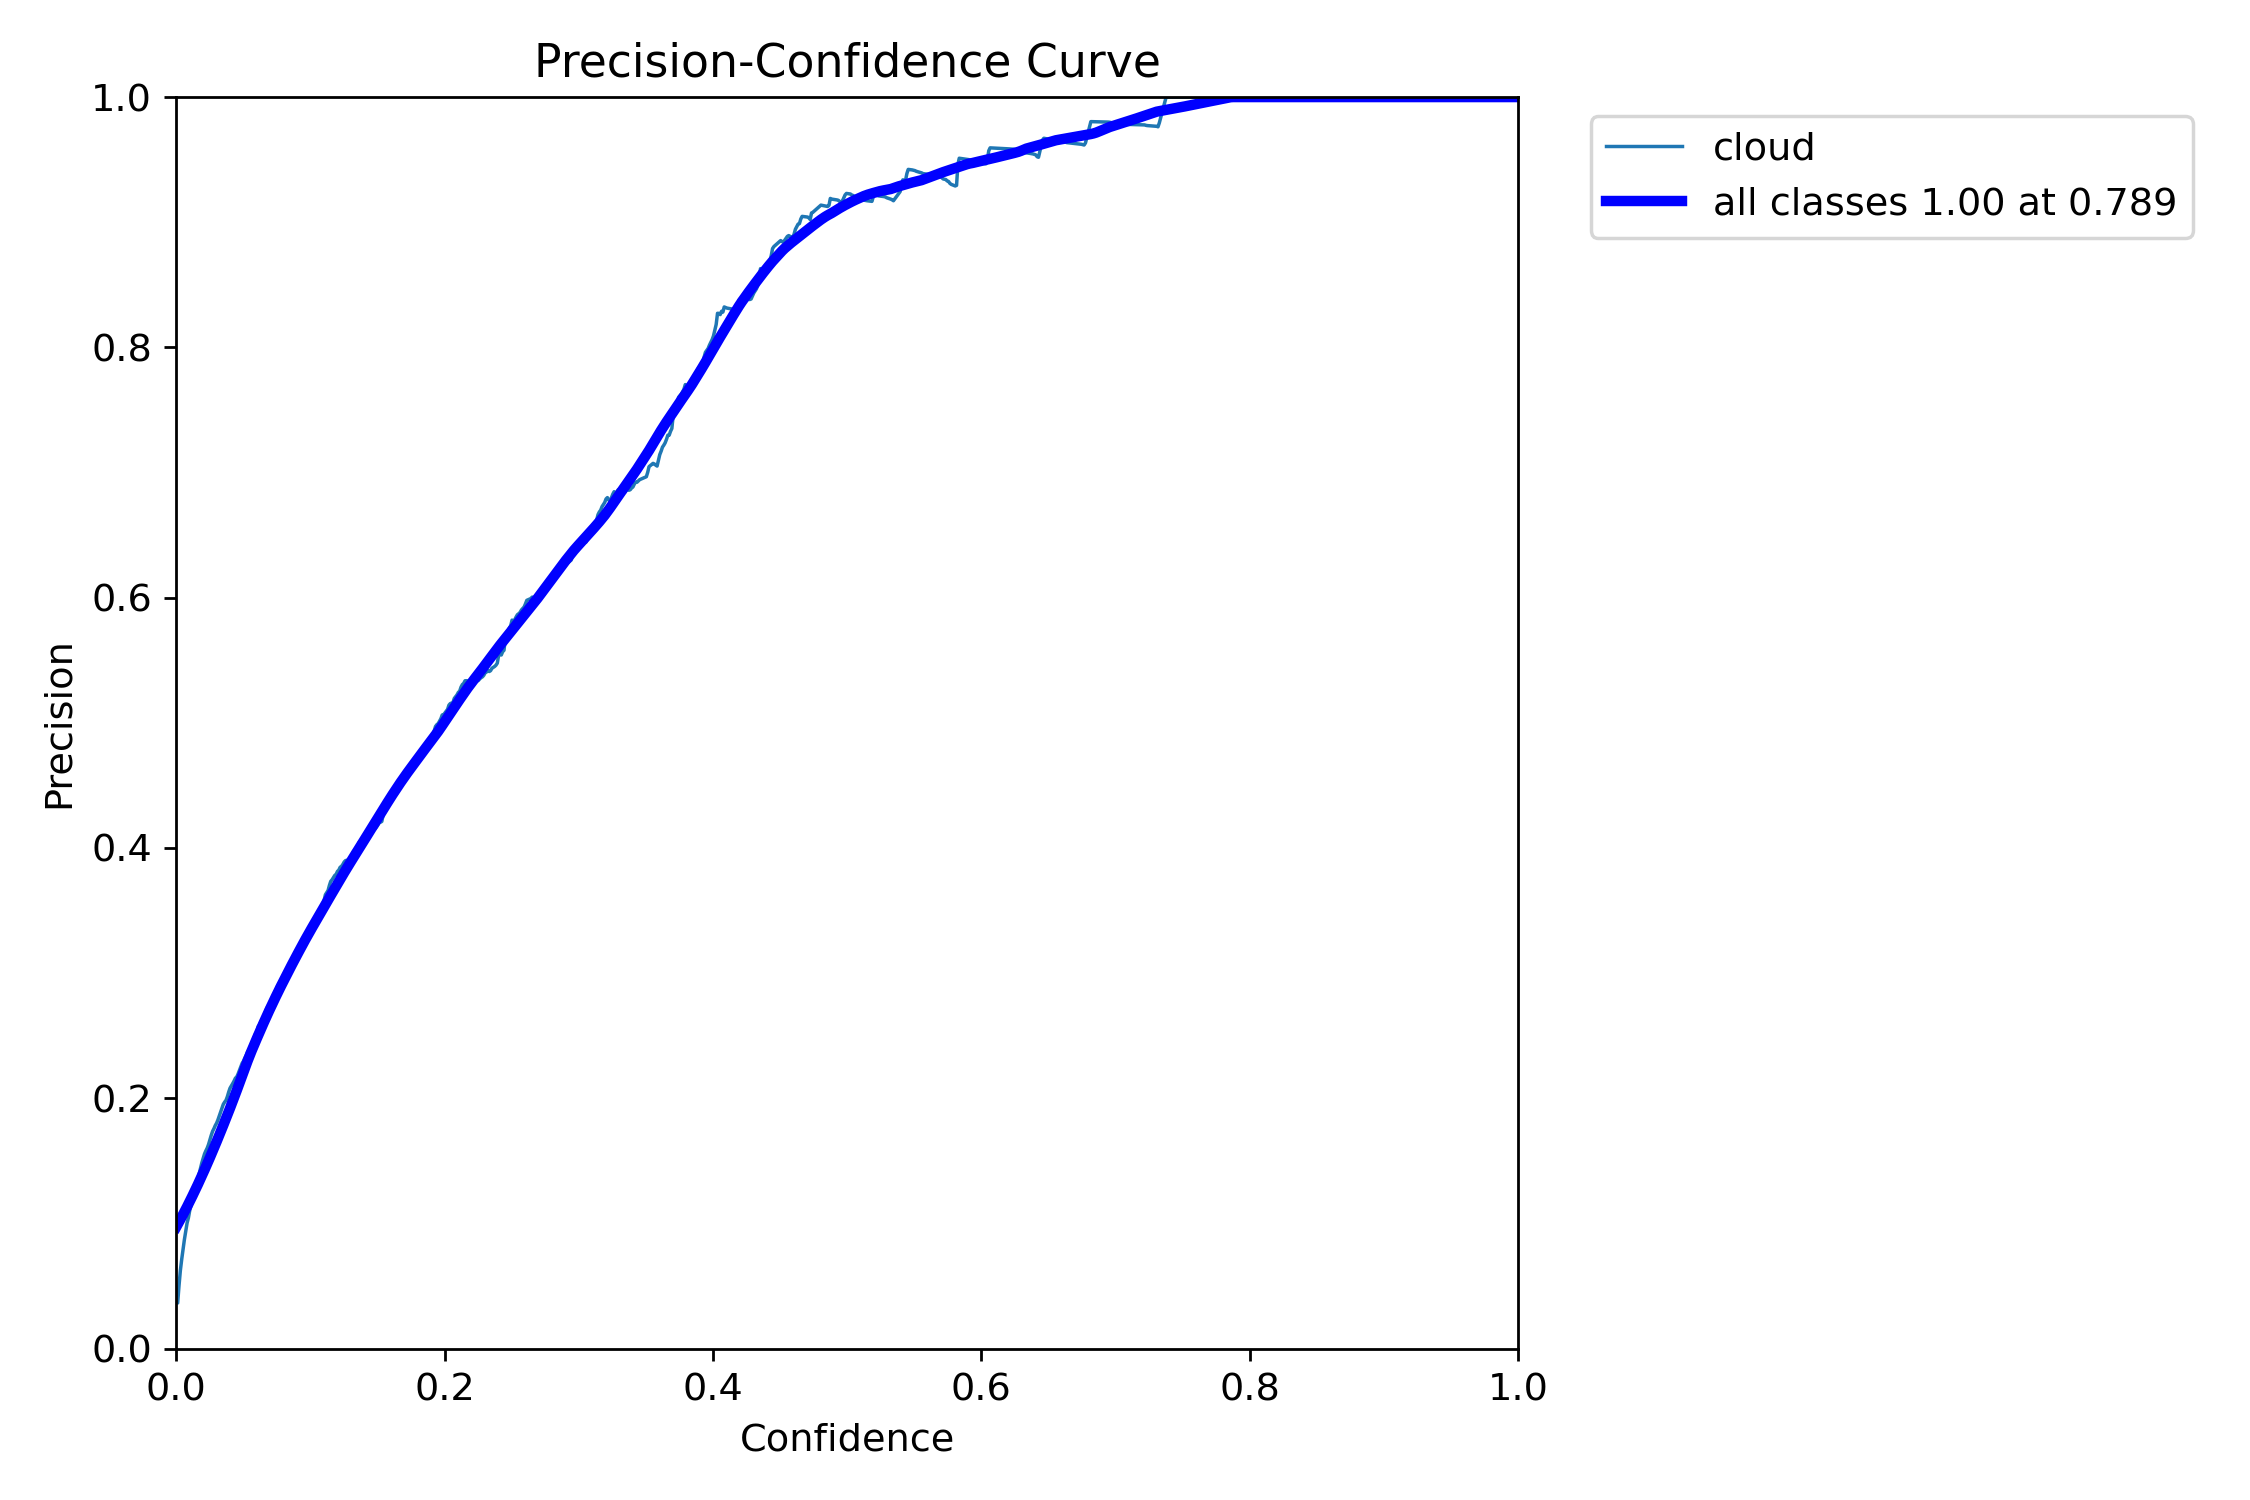 Precision-Confidence Curve
1.0
0.8
0.6
0.4
0.2
0.0
Precision
0.0 0.2 0.4 0.6 0.8 1.0
Confidence
cloud
all classes 1.00 at 0.789